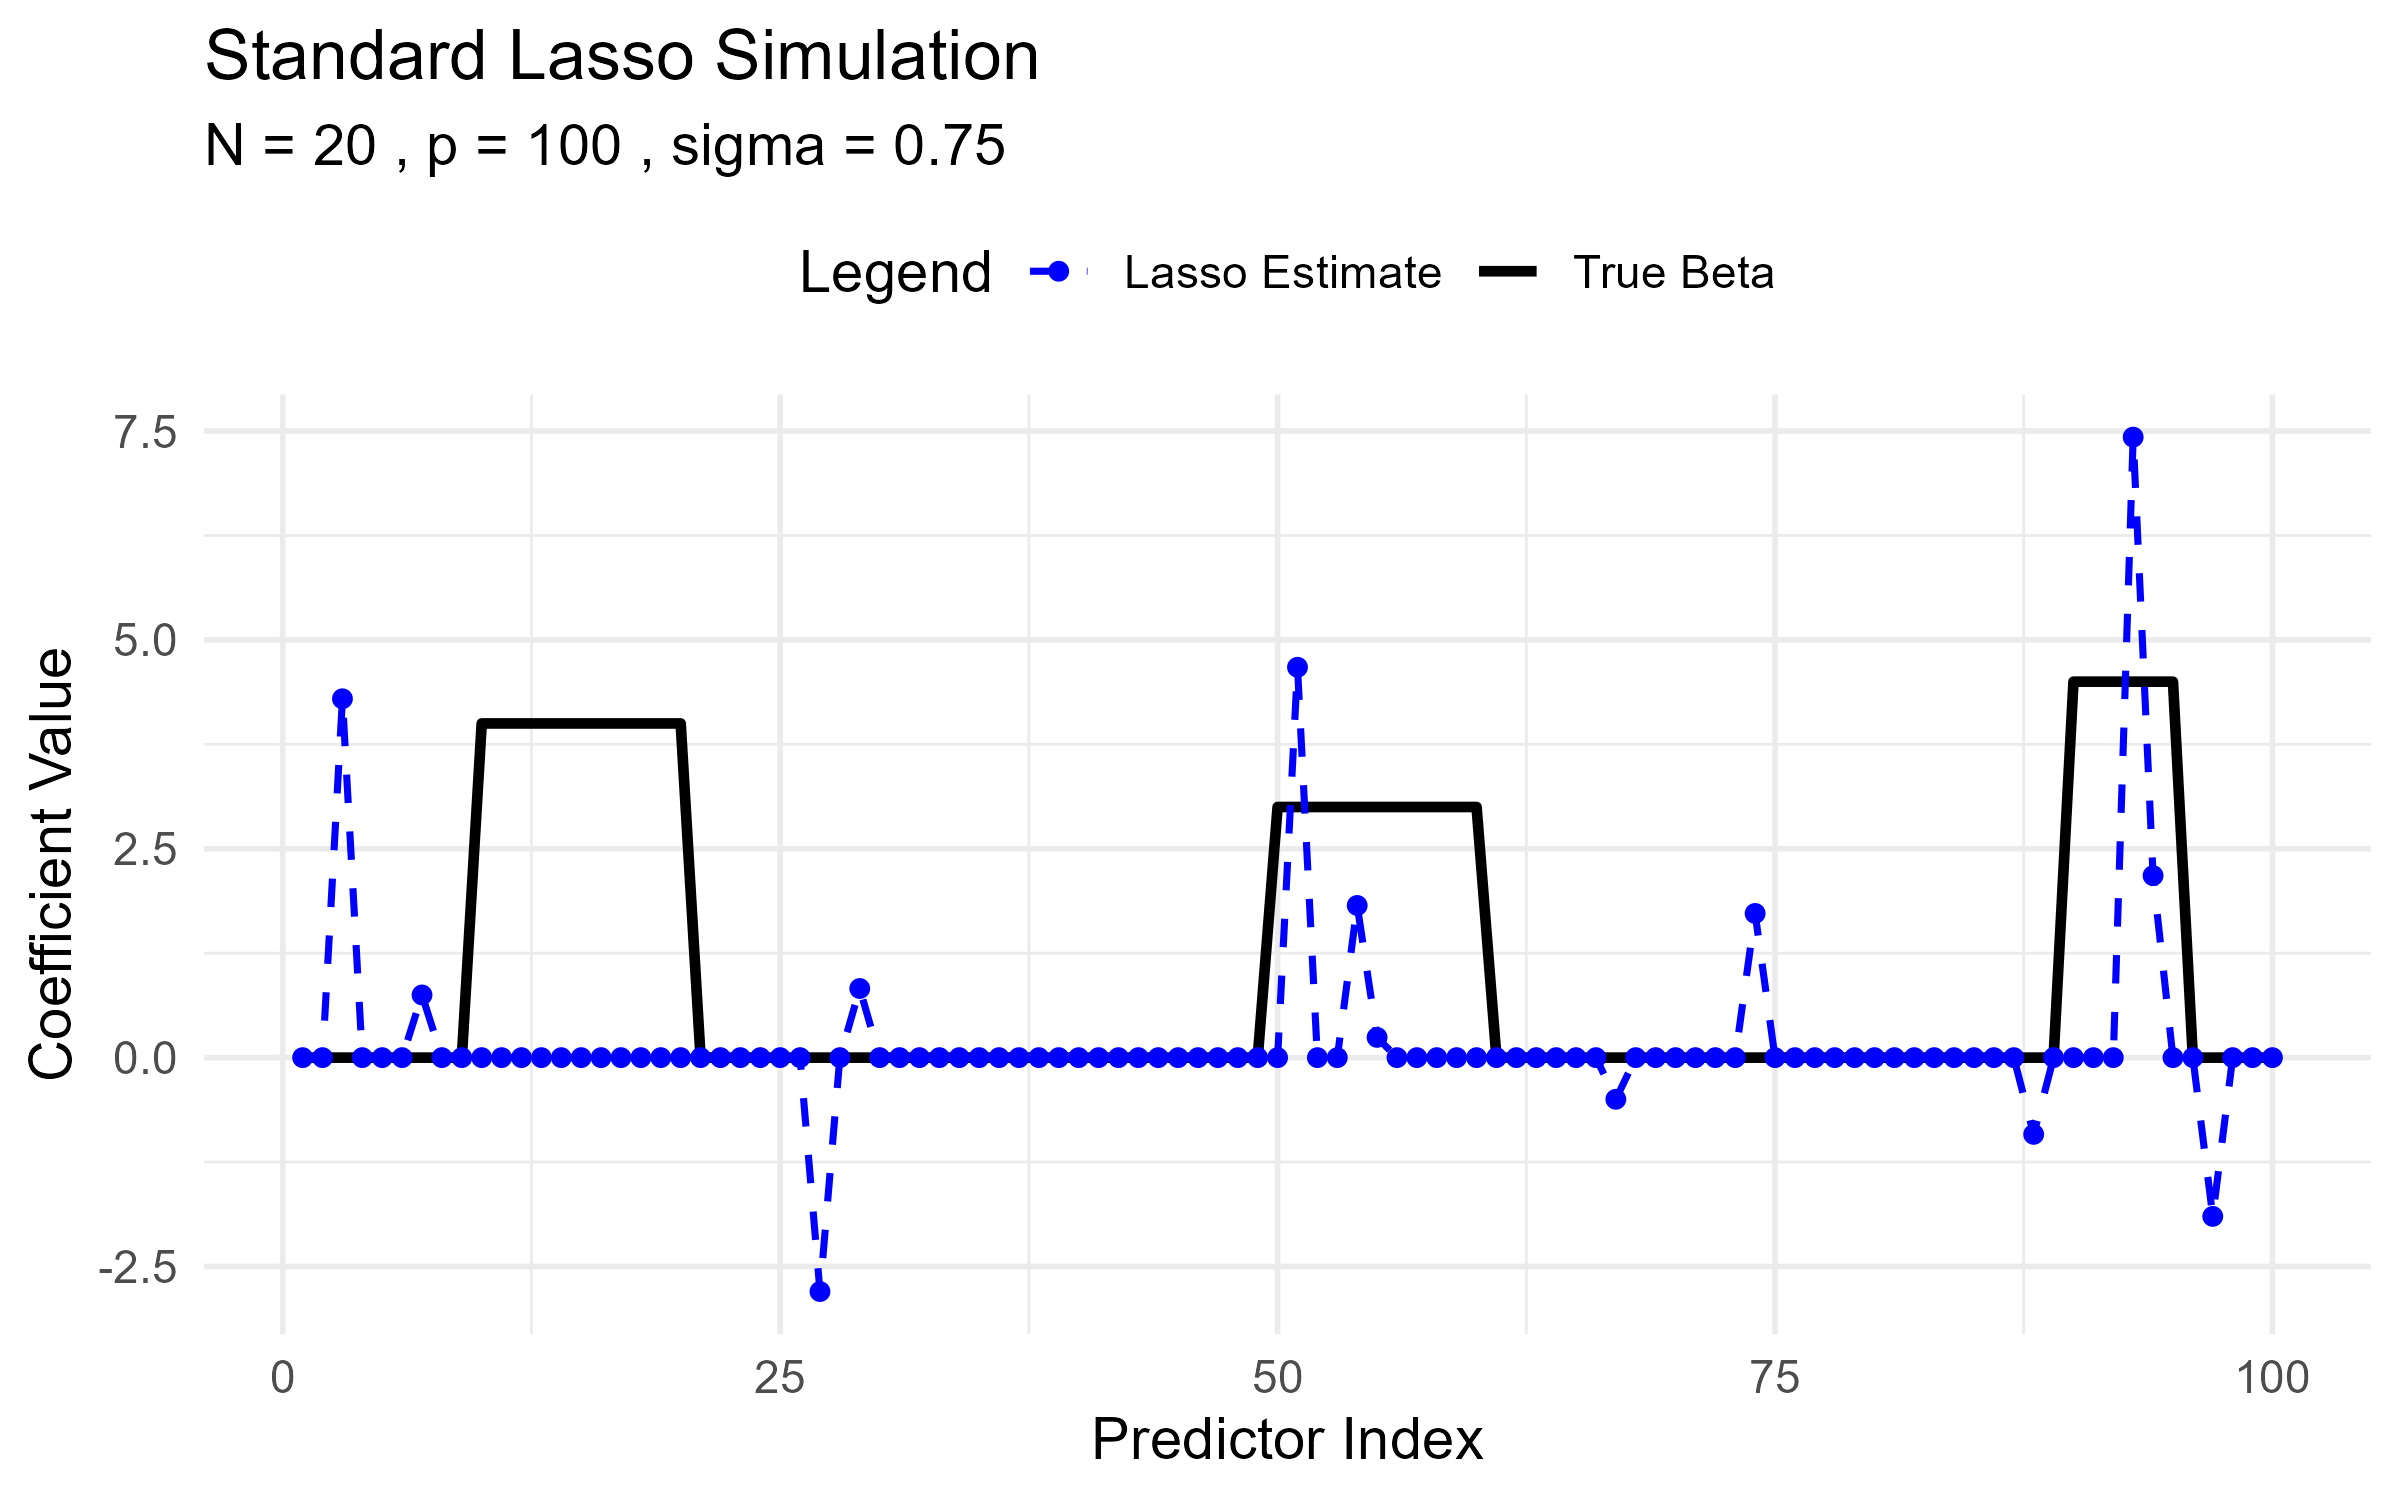 Standard Lasso Simulation
N = 20 , p = 100 , sigma = 0.75
Legend Lasso Estimate True Beta
7.5
5.0
2.5
0.0
-2.5
Coefficient Value
0 25 50 75 100
Predictor Index